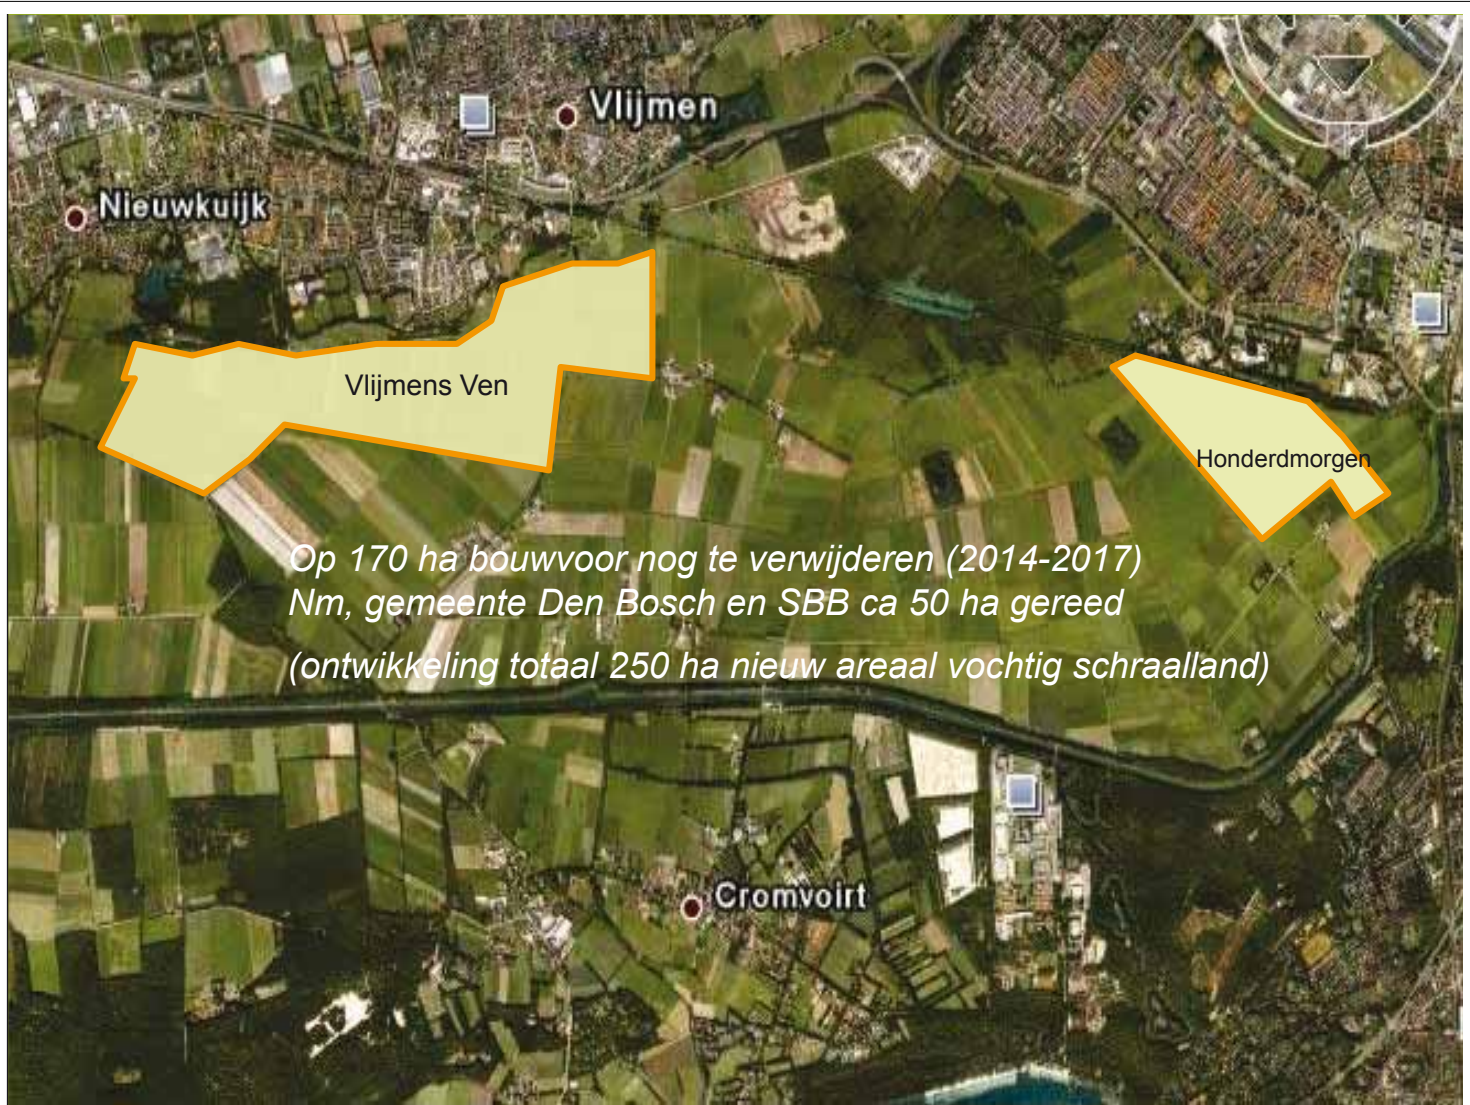 Vlijmen
Nieuwkuijk
Vlijmens Ven
Honderdmorgen
Op 170 ha bouwvoor nog te verwijderen (2014-2017)
Nm, gemeente Den Bosch en SBB ca 50 ha gereed
(ontwikkeling totaal 250 ha nieuw areaal vochtig schraalland)
Cromvoirt